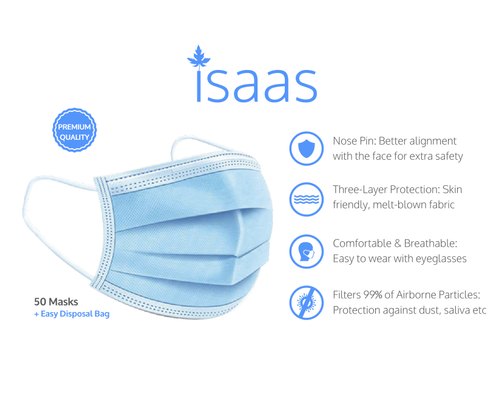 isaas
PREMIUM
QUALITY
Nose Pin: Better alignment
with the face for extra safety
Three-Layer Protection: Skin
friendly, melt-blown fabric
Comfortable & Breathable:
Easy to wear with eyeglasses
Filters 99% of Airborne Particles:
Protection against dust, saliva etc
50 Masks
+ Easy Disposal Bag